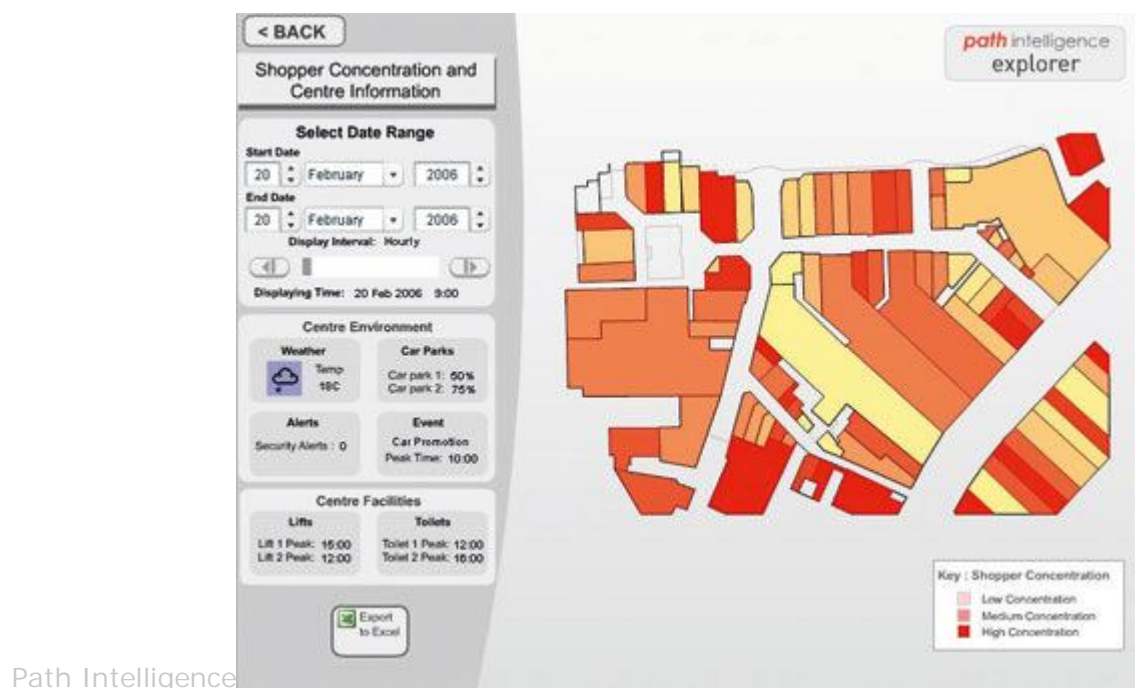 < BACK
Shopper Concentration and
Centre Information
Select Date Range
Start Date
20 February 2006
End Date
20 February 2006
Display Interval: Hourly
Displaying Time: 20 Feb 2006 9:00
Centre Environment
Weather
Temp
18C
Car Parks
Car park 1: 50%
Car park 2: 75%
Alerts
Security Alerts : 0
Event
Car Promotion
Peak Time: 10:00
Centre Facilities
Lifts
Lift 1 Peak: 15:00
Lift 2 Peak: 12:00
Toilets
Toilet 1 Peak: 12:00
Toilet 2 Peak: 16:00
Export
to Excel
path intelligence
explorer
Key : Shopper Concentration
Low Concentration
Medium Concentration
High Concentration
Path Intelligence